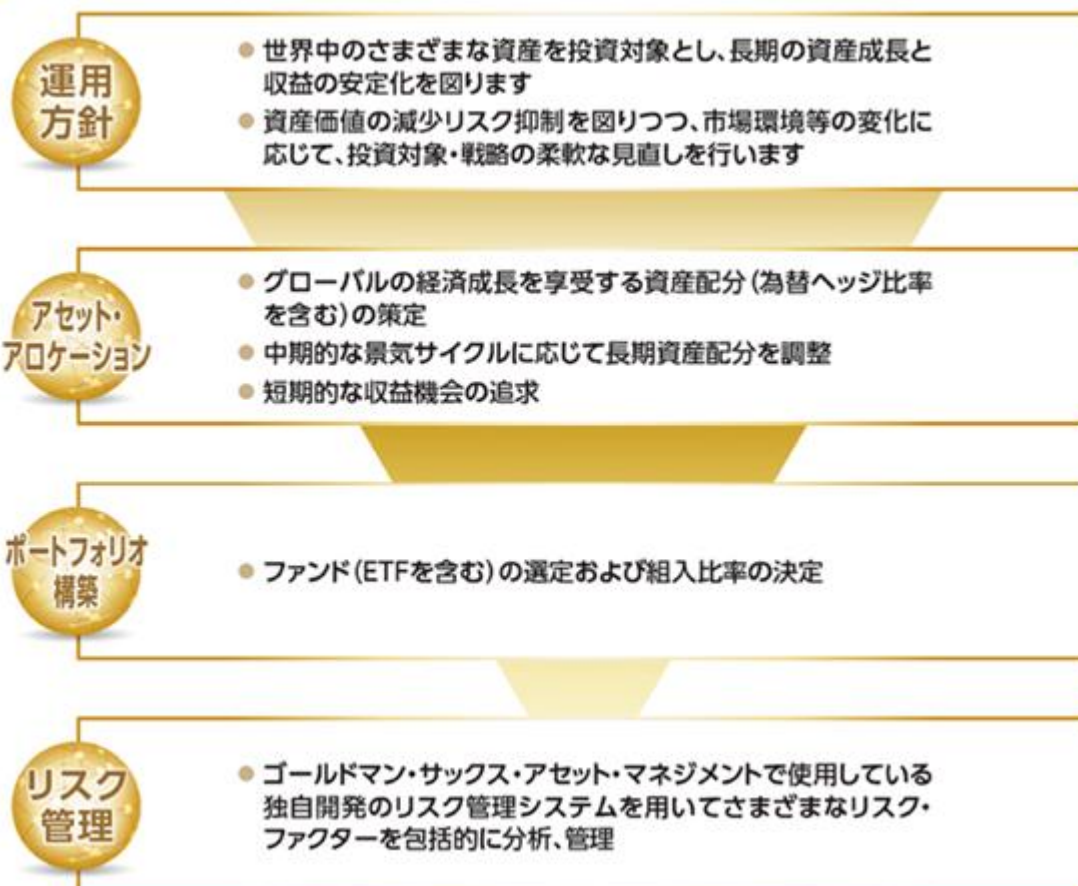 運用
方針
● 世界中のさまざまな資産を投資対象とし、長期の資産成長と
収益の安定化を図ります
● 資産価値の減少リスク抑制を図りつつ、市場環境等の変化に
応じて、投資対象・戦略の柔軟な見直しを行います
アセット・
アロケーション
● グローバルの経済成長を享受する資産配分(為替ヘッジ比率
を含む)の策定
● 中期的な景気サイクルに応じて長期資産配分を調整
● 短期的な収益機会の追求
ポートフォリオ
構築
● ファンド(ETFを含む)の選定および組入比率の決定
リスク
管理
● ゴールドマン・サックス・アセット・マネジメントで使用している
独自開発のリスク管理システムを用いてさまざまなリスク・
ファクターを包括的に分析、管理